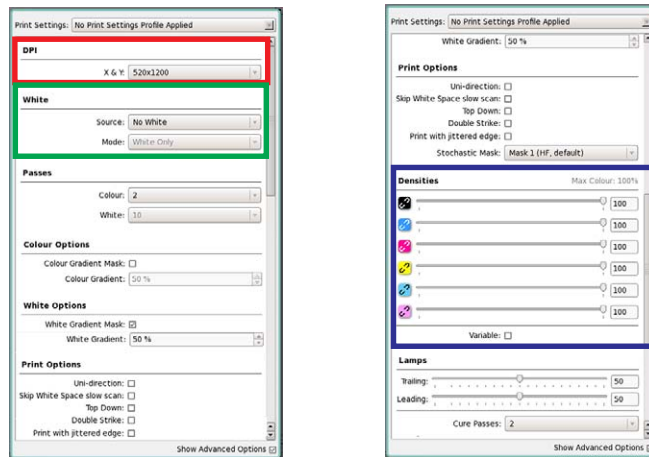 Print Settings: No Print Settings Profile Applied
DPI
X & Y: 520x1200
White
Source: No White
Mode: White Only
Passes
Colour: 2
White: 10
Colour Options
Colour Gradient Mask:
Colour Gradient: 50 %
White Options
White Gradient Mask:
White Gradient: 50 %
Print Options
Uni-direction:
Skip White Space slow scan:
Top Down:
Double Strike:
Print with jittered edge:
Show Advanced Options
Print Settings: No Print Settings Profile Applied
White Gradient: 50 %
Print Options
Uni-direction:
Skip White Space slow scan:
Top Down:
Double Strike:
Print with jittered edge:
Stochastic Mask: Mask 1 (HF, default)
Densities Max Colour: 100%
100
100
100
100
100
100
Variable:
Lamps
Trailing: 50
Leading: 50
Cure Passes: 2
Show Advanced Options